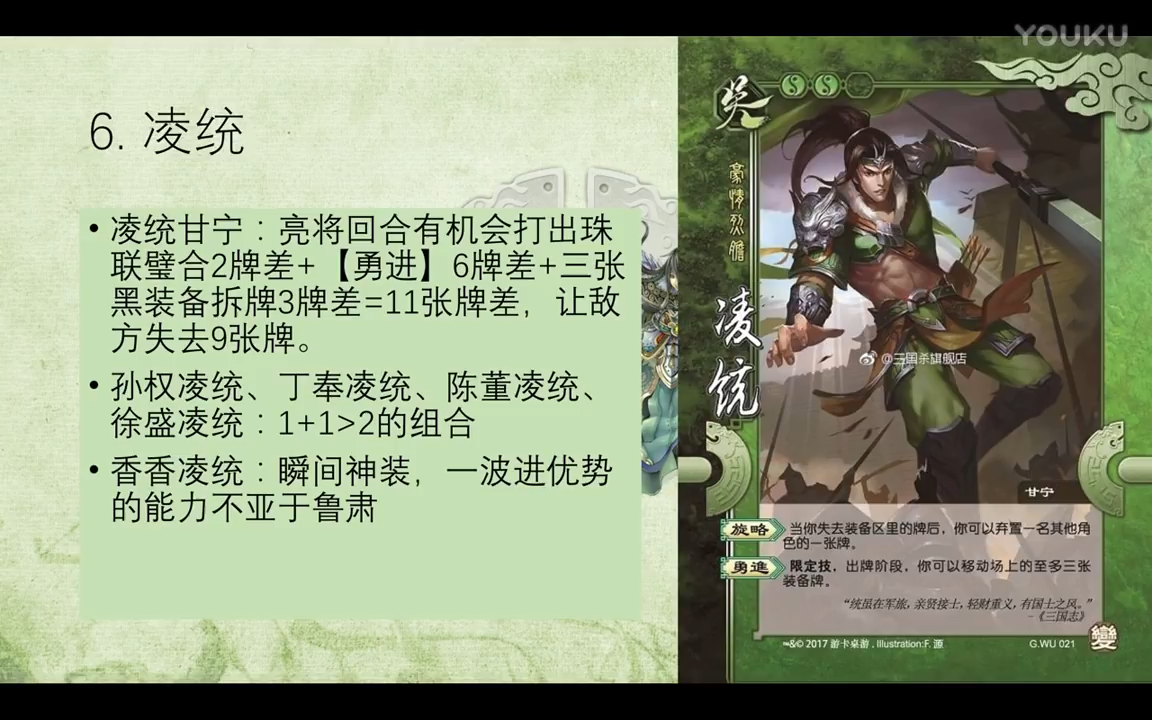 YOUKU
6. 凌统
• 凌统甘宁：亮将回合有机会打出珠
联璧合2牌差+【勇进】6牌差+三张
黑装备拆牌3牌差=11张牌差，让敌
方失去9张牌。
• 孙权凌统、丁奉凌统、陈董凌统、
徐盛凌统：1+1>2的组合
• 香香凌统：瞬间神装，一波进优势
的能力不亚于鲁肃
吴
豪情烈胆
凌统
@三国杀旗舰店
甘宁
旋略 当你失去装备区里的牌后，你可以弃置一名其他角
色的一张牌。
勇進 限定技，出牌阶段，你可以移动场上的至多三张
装备牌。
“统虽在军旅，亲贤接士，轻财重义，有国士之风。”
-《三国志》
™&© 2017 游卡桌游 . Illustration:F. 源
G.WU 021
變